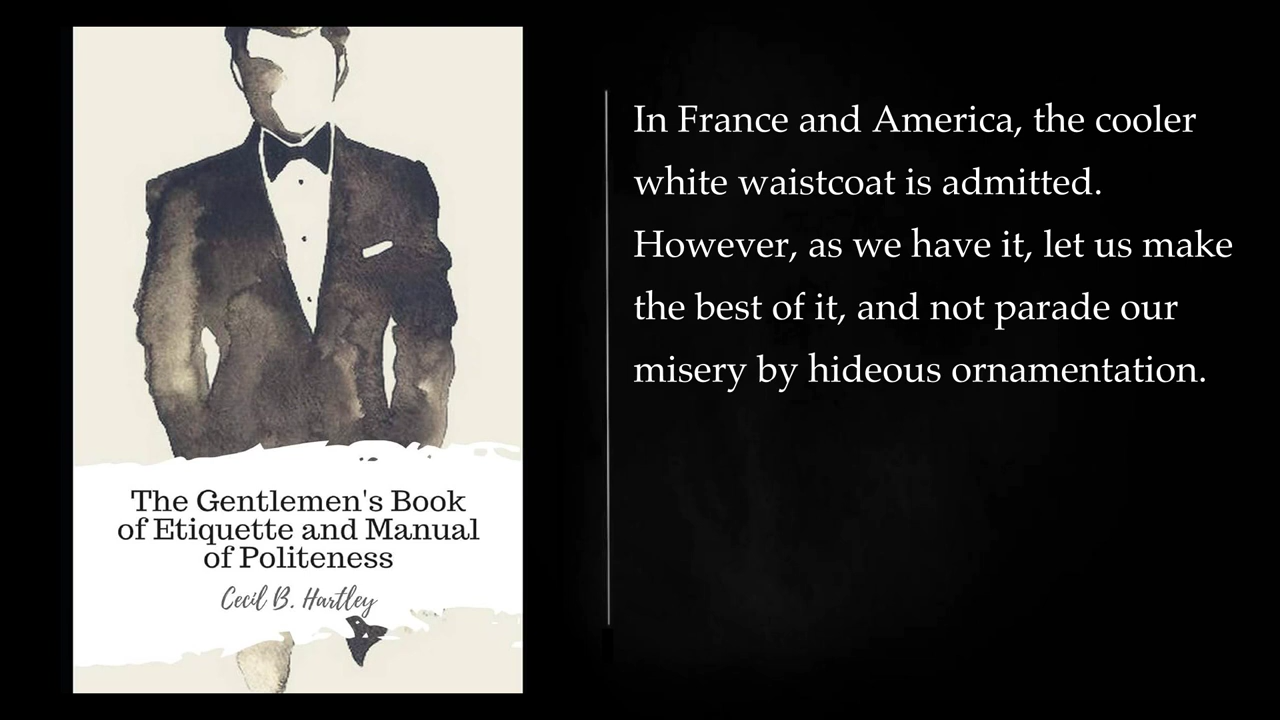 The Gentlemen's Book
of Etiquette and Manual
of Politeness
Cecil B. Hartley
In France and America, the cooler
white waistcoat is admitted.
However, as we have it, let us make
the best of it, and not parade our
misery by hideous ornamentation.